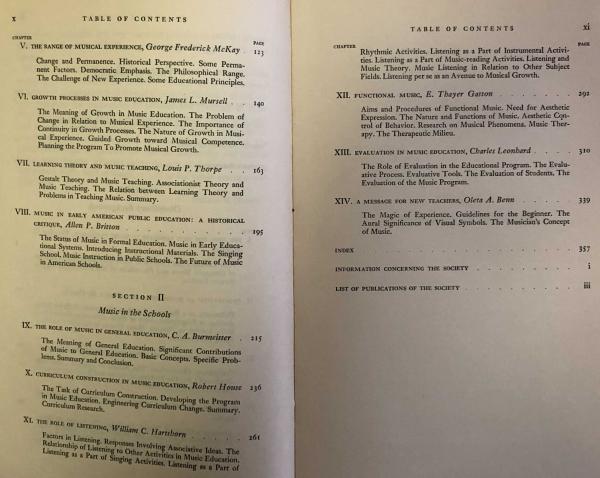 x TABLE OF CONTENTS
CHAPTER PAGE
V. THE RANGE OF MUSICAL EXPERIENCE, George Frederick McKay . 123
Change and Permanence. Historical Perspective. Some Perma-
nent Factors. Democratic Emphasis. The Philosophical Range.
The Challenge of New Experience. Some Educational Principles.
VI. GROWTH PROCESSES IN MUSIC EDUCATION, James L. Mursell . 140
The Meaning of Growth in Music Education. The Problem of
Change in Relation to Musical Experience. The Importance of
Continuity in Growth Processes. The Nature of Growth in Musi-
cal Experience. Guided Growth toward Musical Competence.
Planning the Program To Promote Musical Growth.
VII. LEARNING THEORY AND MUSIC TEACHING, Louis P. Thorpe . 163
Gestalt Theory and Music Teaching. Associationist Theory and
Music Teaching. The Relation between Learning Theory and
Problems in Teaching Music. Summary.
VIII. MUSIC IN EARLY AMERICAN PUBLIC EDUCATION: A HISTORICAL
CRITIQUE, Allen P. Britton . . . . . . . 195
The Status of Music in Formal Education. Music in Early Educa-
tional Systems. Introducing Instructional Materials. The Singing
School. Music Instruction in Public Schools. The Future of Music
in American Schools.
SECTION II
Music in the Schools
IX. THE ROLE OF MUSIC IN GENERAL EDUCATION, C. A. Burmeister . 215
The Meaning of General Education. Significant Contributions
of Music to General Education. Basic Concepts. Specific Prob-
lems. Summary and Conclusion.
X. CURRICULUM CONSTRUCTION IN MUSIC EDUCATION, Robert House 236
The Task of Curriculum Construction. Developing the Program
in Music Education. Engineering Curriculum Change. Summary.
Curriculum Research.
XI. THE ROLE OF LISTENING, William C. Hartshorn . . . . . 261
Factors in Listening. Responses Involving Associative Ideas. The
Relationship of Listening to Other Activities in Music Education.
Listening as a Part of Singing Activities. Listening as a Part of
TABLE OF CONTENTS xi
CHAPTER PAGE
Rhythmic Activities. Listening as a Part of Instrumental Activi-
ties. Listening as a Part of Music-reading Activities. Listening
and Music Theory. Music Listening in Relation to Other Subject
Fields. Listening per se as an Avenue to Musical Growth.
XII. FUNCTIONAL MUSIC, E. Thayer Gaston . . . . . . 292
Aims and Procedures of Functional Music. Need for Aesthetic
Expression. The Nature and Functions of Music. Aesthetic Con-
trol of Behavior. Research on Musical Phenomena. Music Ther-
apy. The Therapeutic Milieu.
XIII. EVALUATION IN MUSIC EDUCATION, Charles Leonhard . . . 310
The Role of Evaluation in the Educational Program. The Evalua-
tive Process. Evaluative Tools. The Evaluation of Students. The
Evaluation of the Music Program.
XIV. A MESSAGE FOR NEW TEACHERS, Oleta A. Benn . . . . 339
The Magic of Experience. Guidelines for the Beginner. The
Aural Significance of Visual Symbols. The Musician's Concept
of Music.
INDEX . . . . . . . . . . . . . . . 357
INFORMATION CONCERNING THE SOCIETY . . . . . . . i
LIST OF PUBLICATIONS OF THE SOCIETY . . . . . . . iii